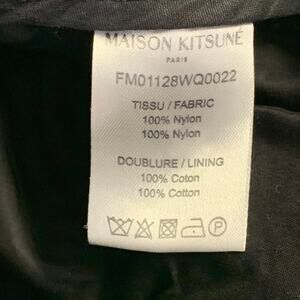 MAISON KITSUNÉ
PARIS
FM01128WQ0022
TISSU / FABRIC
100% Nylon
100% Nylon
DOUBLURE / LINING
100% Coton
100% Cotton